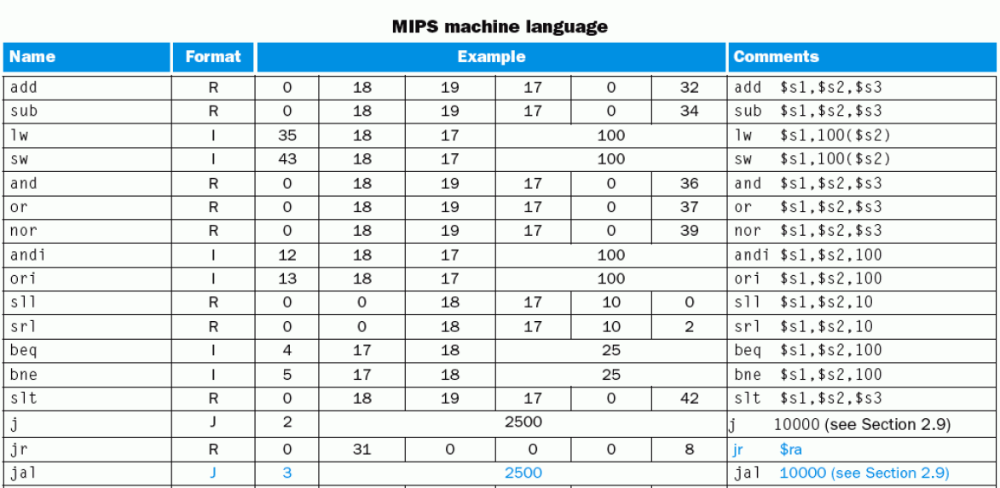 MIPS machine language
Name Format Example Comments
add R 0 18 19 17 0 32 add $s1,$s2,$s3
sub R 0 18 19 17 0 34 sub $s1,$s2,$s3
lw I 35 18 17 100 lw $s1,100($s2)
sw I 43 18 17 100 sw $s1,100($s2)
and R 0 18 19 17 0 36 and $s1,$s2,$s3
or R 0 18 19 17 0 37 or $s1,$s2,$s3
nor R 0 18 19 17 0 39 nor $s1,$s2,$s3
andi I 12 18 17 100 andi $s1,$s2,100
ori I 13 18 17 100 ori $s1,$s2,100
sll R 0 0 18 17 10 0 sll $s1,$s2,10
srl R 0 0 18 17 10 2 srl $s1,$s2,10
beq I 4 17 18 25 beq $s1,$s2,100
bne I 5 17 18 25 bne $s1,$s2,100
slt R 0 18 19 17 0 42 slt $s1,$s2,$s3
j J 2 2500 j 10000 (see Section 2.9)
jr R 0 31 0 0 0 8 jr $ra
jal J 3 2500 jal 10000 (see Section 2.9)